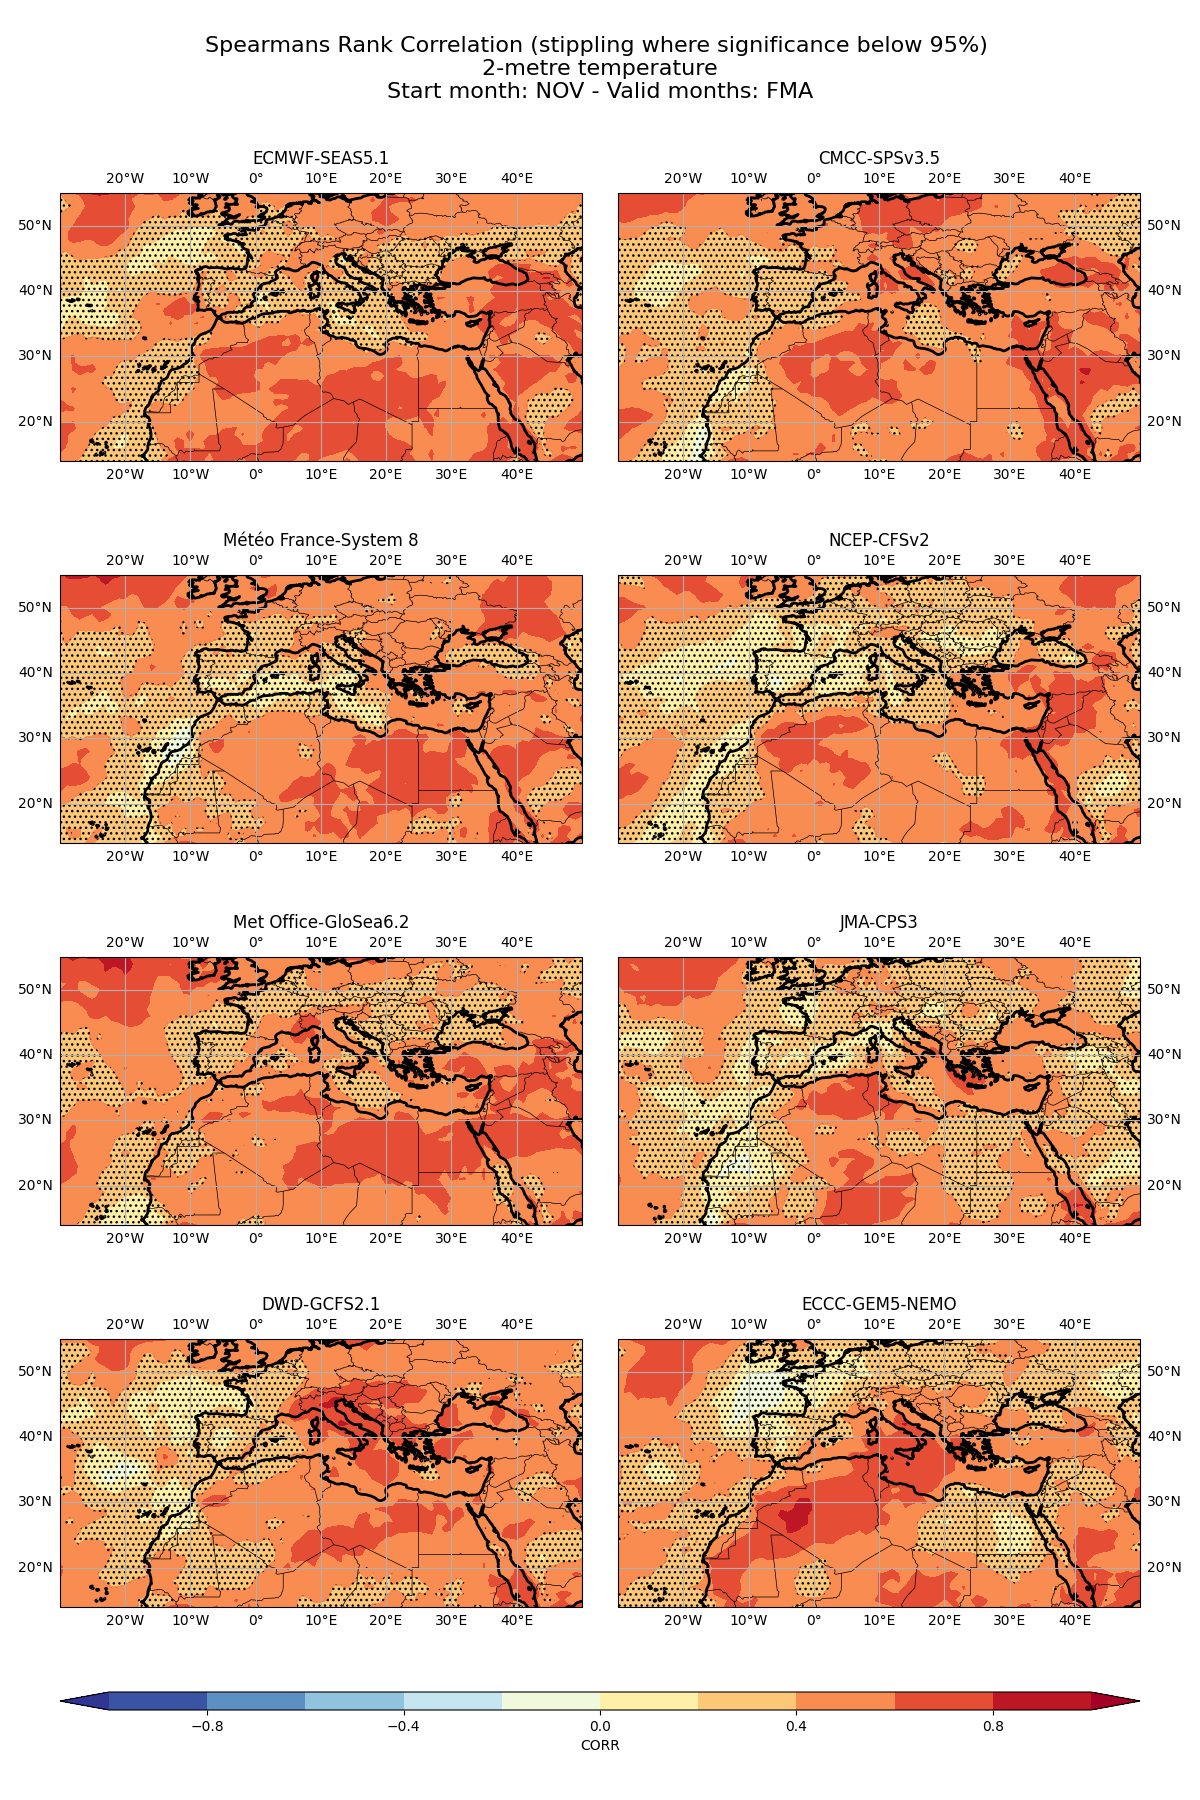 Spearmans Rank Correlation (stippling where significance below 95%)
2-metre temperature
Start month: NOV - Valid months: FMA
ECMWF-SEAS5.1
20°W 10°W 0° 10°E 20°E 30°E 40°E
50°N
40°N
30°N
20°N
20°W 10°W 0° 10°E 20°E 30°E 40°E
CMCC-SPSv3.5
20°W 10°W 0° 10°E 20°E 30°E 40°E
50°N
40°N
30°N
20°N
20°W 10°W 0° 10°E 20°E 30°E 40°E
Météo France-System 8
20°W 10°W 0° 10°E 20°E 30°E 40°E
50°N
40°N
30°N
20°N
20°W 10°W 0° 10°E 20°E 30°E 40°E
NCEP-CFSv2
20°W 10°W 0° 10°E 20°E 30°E 40°E
50°N
40°N
30°N
20°N
20°W 10°W 0° 10°E 20°E 30°E 40°E
Met Office-GloSea6.2
20°W 10°W 0° 10°E 20°E 30°E 40°E
50°N
40°N
30°N
20°N
20°W 10°W 0° 10°E 20°E 30°E 40°E
JMA-CPS3
20°W 10°W 0° 10°E 20°E 30°E 40°E
50°N
40°N
30°N
20°N
20°W 10°W 0° 10°E 20°E 30°E 40°E
DWD-GCFS2.1
20°W 10°W 0° 10°E 20°E 30°E 40°E
50°N
40°N
30°N
20°N
20°W 10°W 0° 10°E 20°E 30°E 40°E
ECCC-GEM5-NEMO
20°W 10°W 0° 10°E 20°E 30°E 40°E
50°N
40°N
30°N
20°N
20°W 10°W 0° 10°E 20°E 30°E 40°E
−0.8 −0.4 0.0 0.4 0.8
CORR